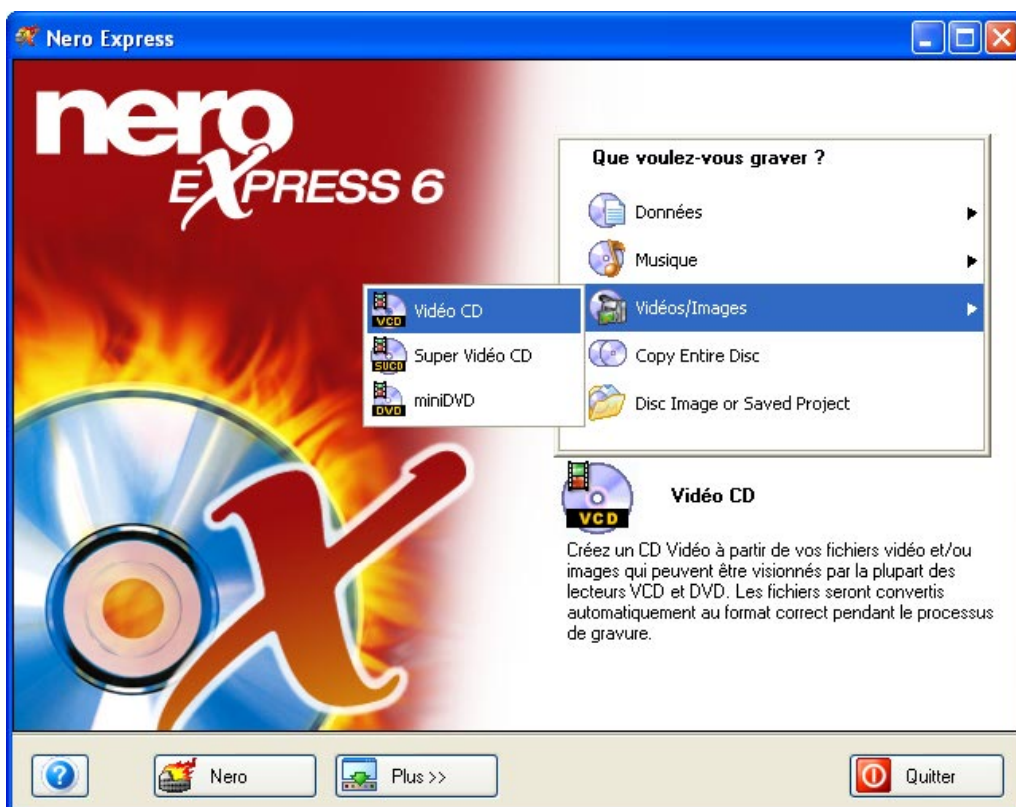 Nero Express
nero
EXPRESS 6
Que voulez-vous graver ?
Données
Musique
Vidéos/Images
Copy Entire Disc
Disc Image or Saved Project
VCD
Vidéo CD
SVCD
Super Vidéo CD
DVD
miniDVD
VCD
Vidéo CD
Créez un CD Vidéo à partir de vos fichiers vidéo et/ou
images qui peuvent être visionnés par la plupart des
lecteurs VCD et DVD. Les fichiers seront convertis
automatiquement au format correct pendant le processus
de gravure.
?
Nero
Plus >>
Quitter